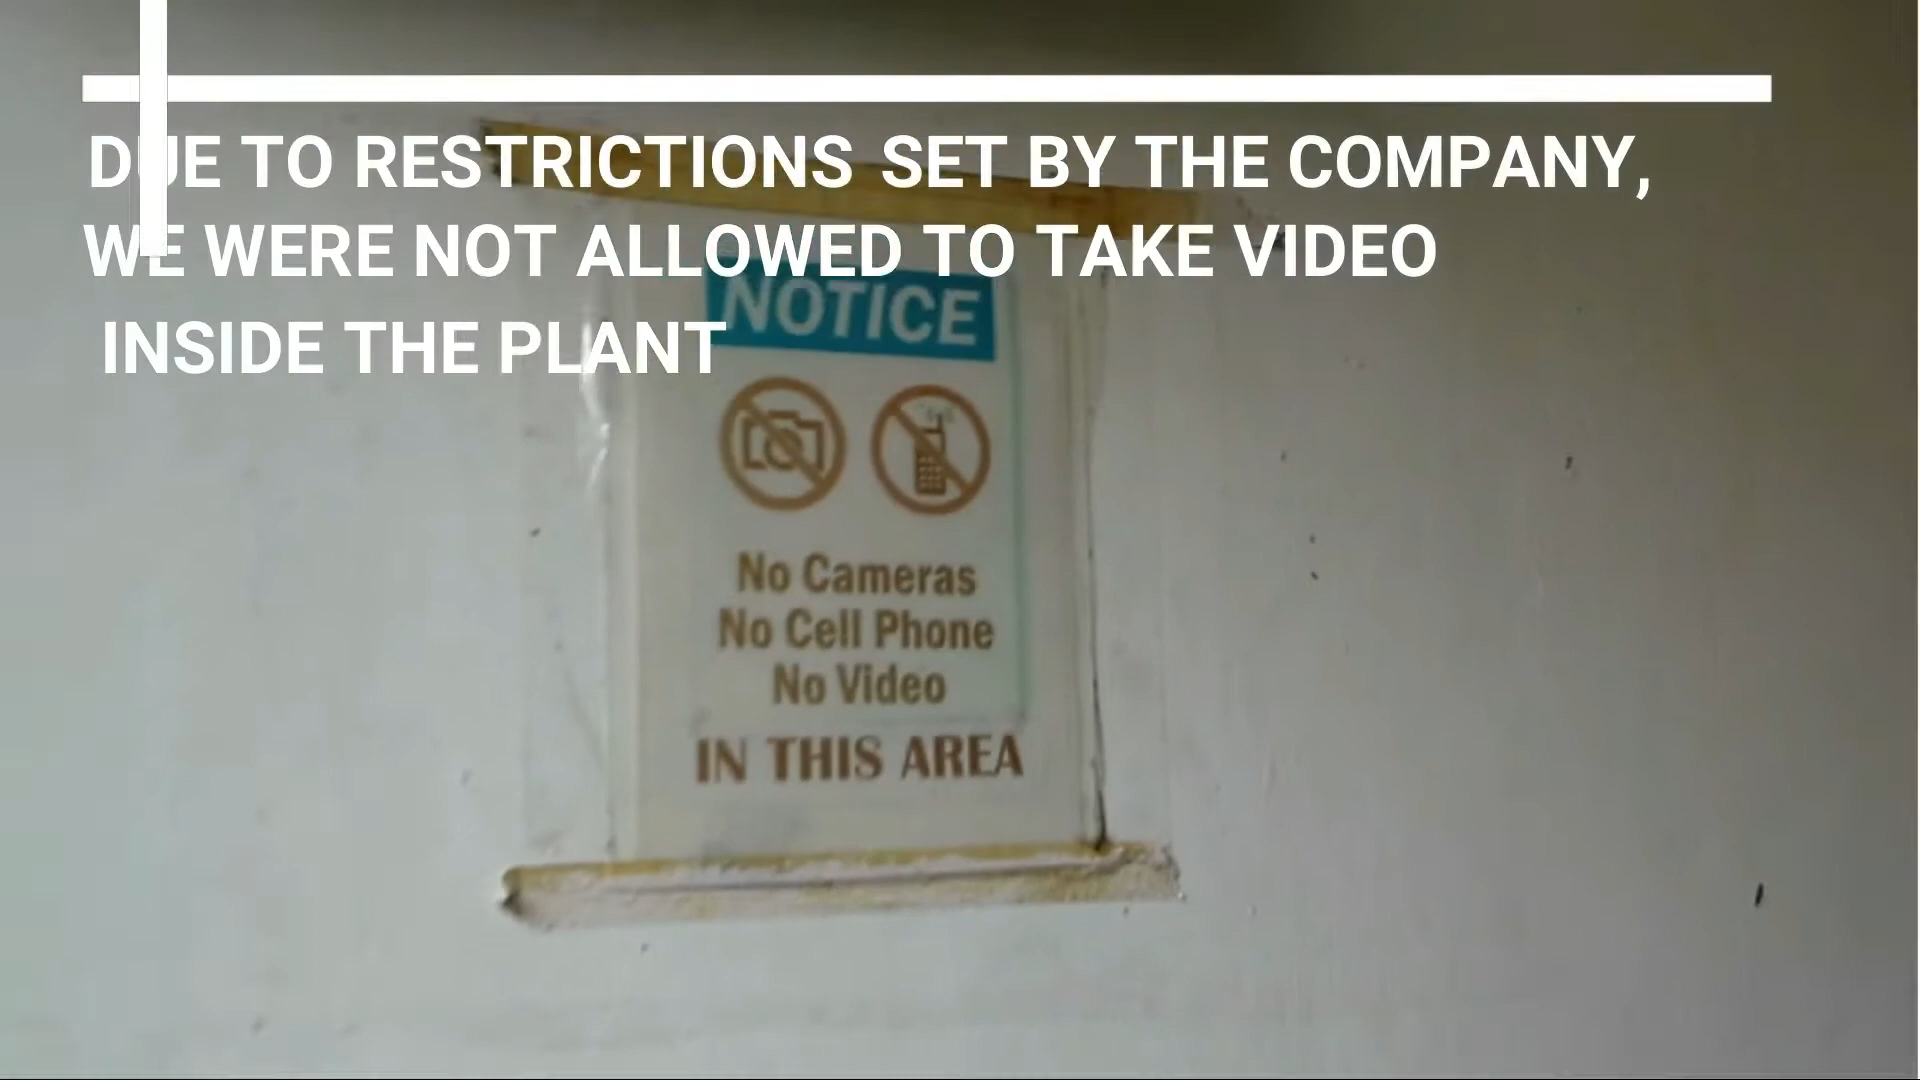 DUE TO RESTRICTIONS SET BY THE COMPANY,
WE WERE NOT ALLOWED TO TAKE VIDEO
INSIDE THE PLANT
NOTICE
No Cameras
No Cell Phone
No Video
IN THIS AREA